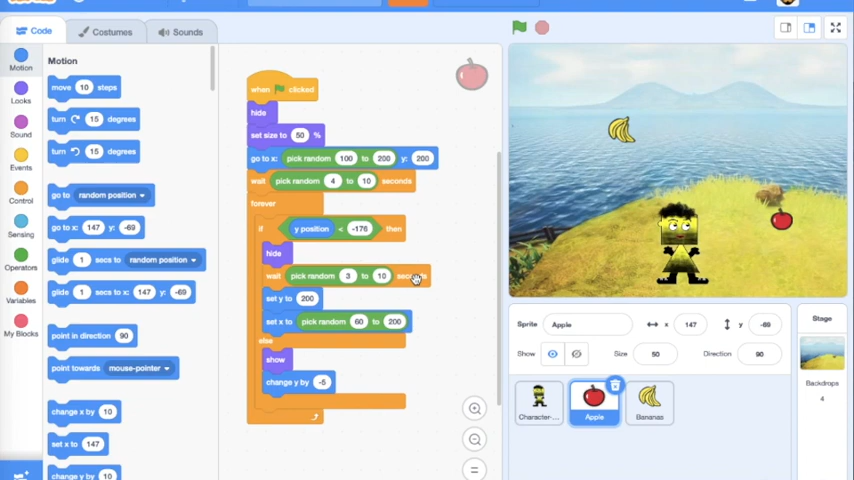 Code
Costumes
Sounds
Motion
Looks
Sound
Events
Control
Sensing
Operators
Variables
My Blocks
Motion
move 10 steps
turn 15 degrees
turn 15 degrees
go to random position
go to x: 147 y: -69
glide 1 secs to random position
glide 1 secs to x: 147 y: -69
point in direction 90
point towards mouse-pointer
change x by 10
set x to 147
change y by 10
when clicked
hide
set size to 50 %
go to x: pick random 100 to 200 y: 200
wait pick random 4 to 10 seconds
forever
if y position < -176 then
hide
wait pick random 3 to 10 seconds
set y to 200
set x to pick random 60 to 200
else
show
change y by -5
Sprite Apple x 147 y -69
Show Size 50 Direction 90
Character-...
Apple
Bananas
Stage
Backdrops
4